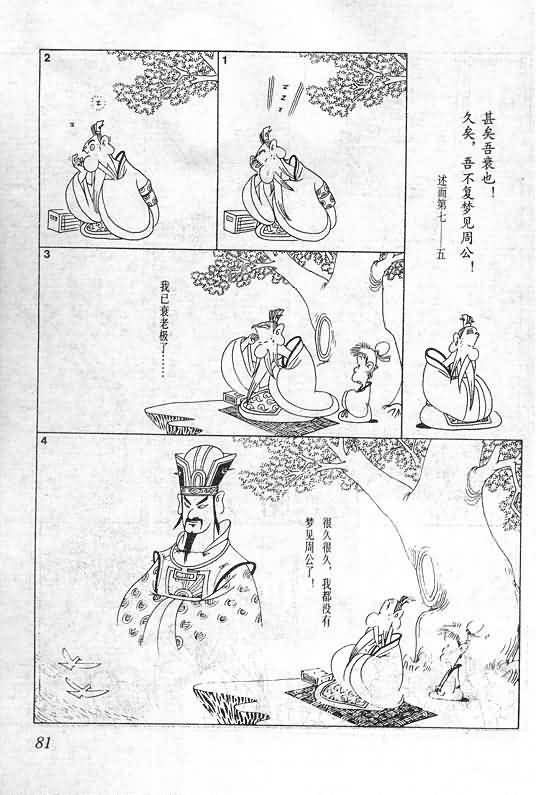 甚矣吾衰也！
久矣，吾不复梦见周公！
述而第七——五
1
z
z
z
2
z
z
3
我已衰老极了……
4
很久很久，我都没有
梦见周公了！
81